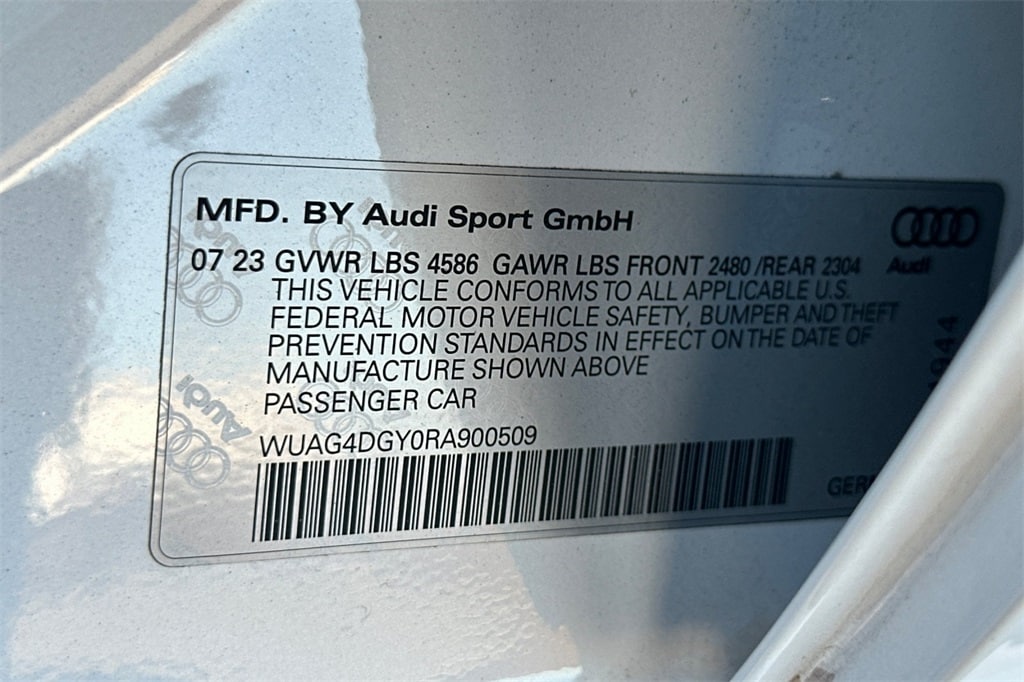 MFD. BY Audi Sport GmbH
07 23 GVWR LBS 4586 GAWR LBS FRONT 2480 /REAR 2304
Audi
THIS VEHICLE CONFORMS TO ALL APPLICABLE U.S.
FEDERAL MOTOR VEHICLE SAFETY, BUMPER AND THEFT
PREVENTION STANDARDS IN EFFECT ON THE DATE OF
MANUFACTURE SHOWN ABOVE
PASSENGER CAR
WUAG4DGY0RA900509
Audi
Audi